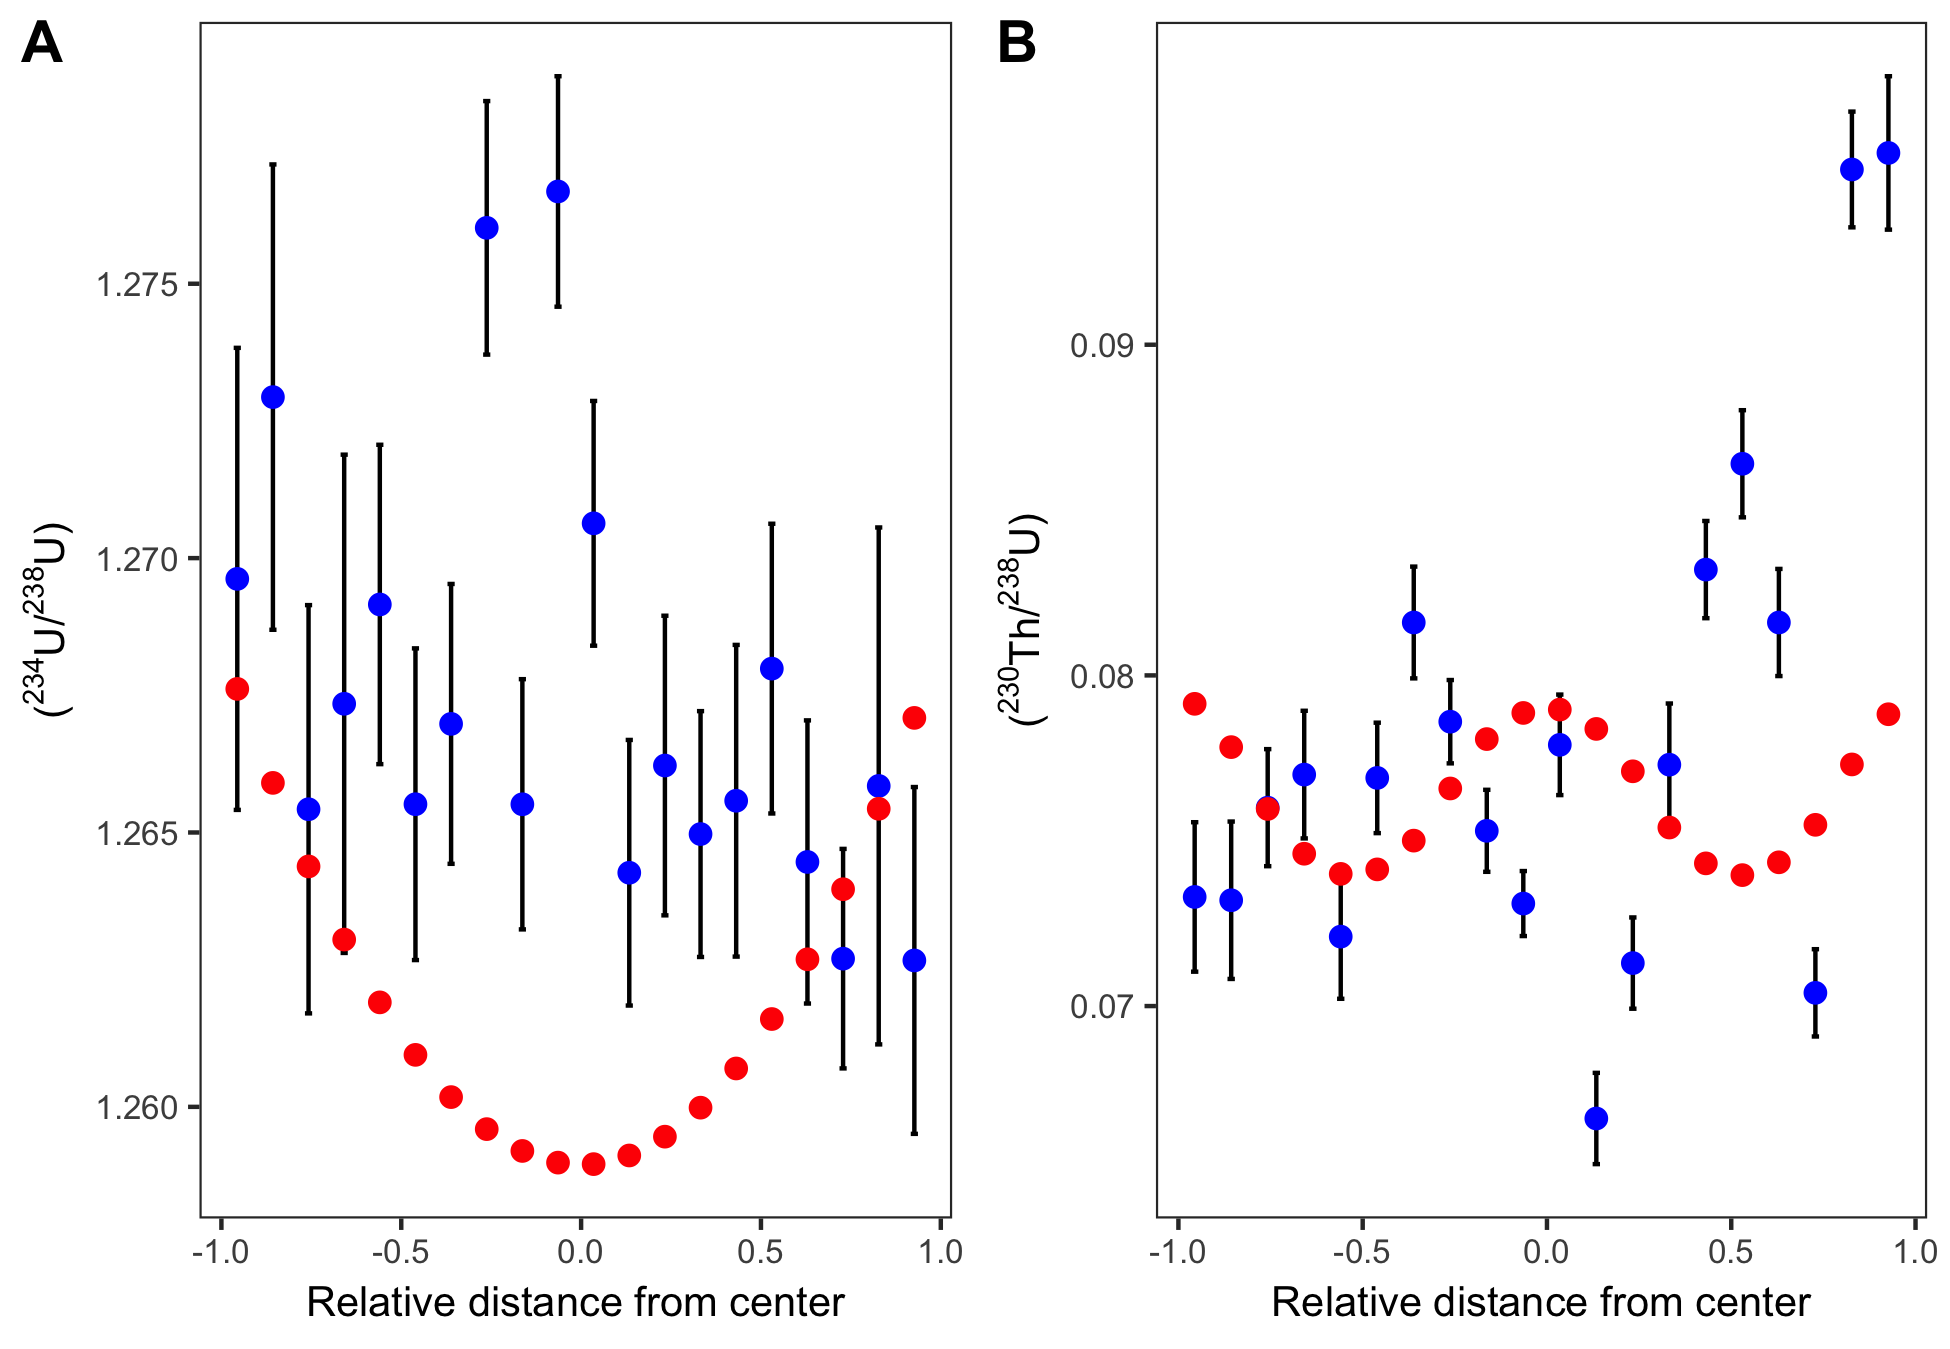 A
(²³⁴U/²³⁸U)
1.275
1.270
1.265
1.260
-1.0 -0.5 0.0 0.5 1.0
Relative distance from center
B
(²³⁰Th/²³⁸U)
0.09
0.08
0.07
-1.0 -0.5 0.0 0.5 1.0
Relative distance from center